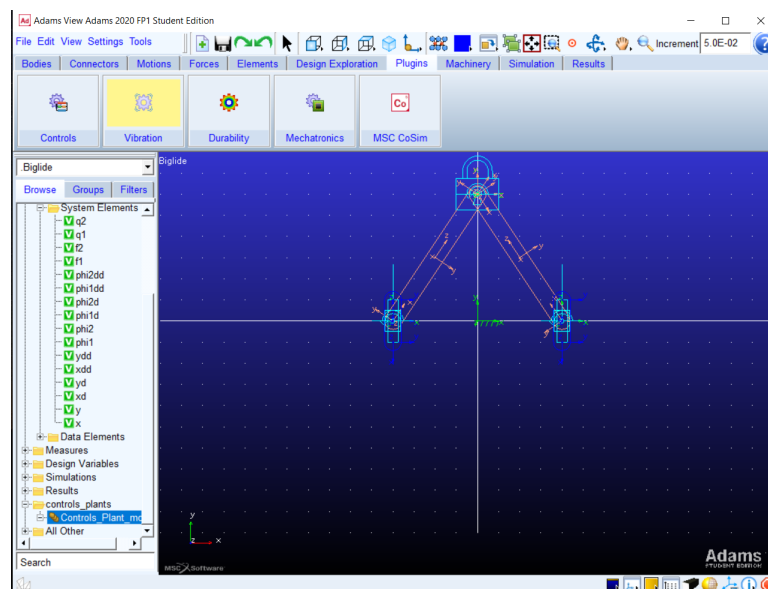 Adams View Adams 2020 FP1 Student Edition
File Edit View Settings Tools
Increment 5.0E-02
Bodies Connectors Motions Forces Elements Design Exploration Plugins Machinery Simulation Results
Controls Vibration Durability Mechatronics MSC CoSim
Co
.Biglide
Biglide
Browse Groups Filters
System Elements
q2
q1
f2
f1
phi2dd
phi1dd
phi2d
phi1d
phi2
phi1
ydd
xdd
yd
xd
y
x
Data Elements
Measures
Design Variables
Simulations
Results
controls_plants
Controls_Plant_mo
All Other
Search
y
z x
MSC Software
Adams
STUDENT EDITION